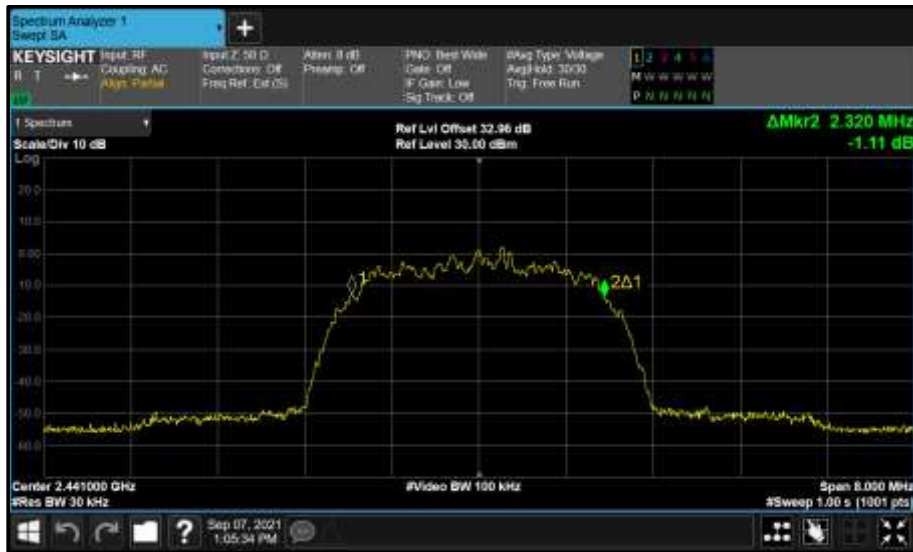 Spectrum Analyzer 1
Swept SA
+
KEYSIGHT
R T
Input: RF
Coupling: AC
Align: Partial
Input Z: 50 Ω
Corrections: Off
Freq Ref: Ext (S)
Atten: 8 dB
Preamp: Off
PNO: Best Wide
Gate: Off
IF Gain: Low
Sig Track: Off
#Avg Type: Voltage
Avg|Hold: 30/30
Trig: Free Run
1 2 3 4 5 6
M W W W W W
P N N N N N
1 Spectrum
Scale/Div 10 dB
Ref Lvl Offset 32.96 dB
Ref Level 30.00 dBm
ΔMkr2 2.320 MHz
-1.11 dB
Log
20.0
10.0
0.00
-10.0
-20.0
-30.0
-40.0
-50.0
-60.0
1
2Δ1
Center 2.441000 GHz
#Res BW 30 kHz
#Video BW 100 kHz
Span 8.000 MHz
#Sweep 1.00 s (1001 pts)
?
Sep 07, 2021
1:05:34 PM